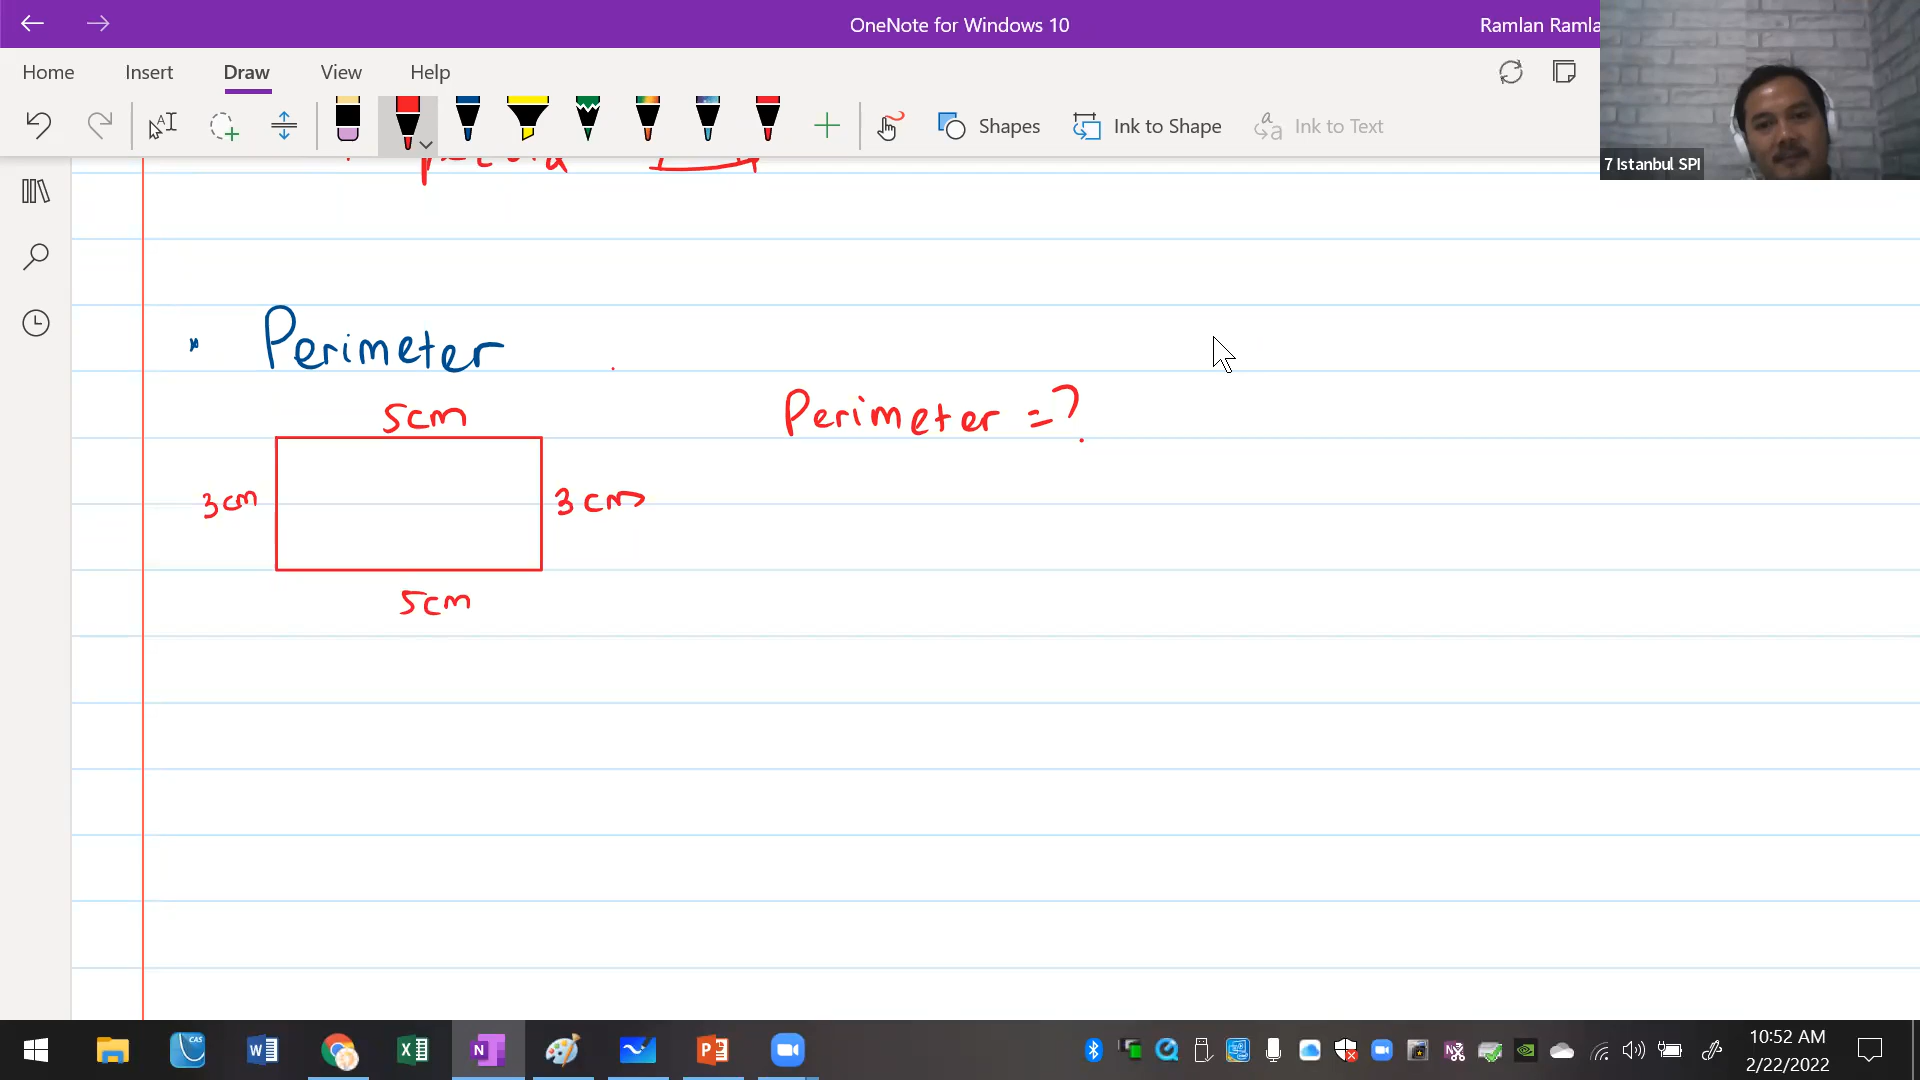 OneNote for Windows 10
Ramlan Ramla
Home Insert Draw View Help
Shapes Ink to Shape Ink to Text
7 Istanbul SPI
Perimeter
5cm
Perimeter = ?
3cm
3cm
5cm
10:52 AM
2/22/2022